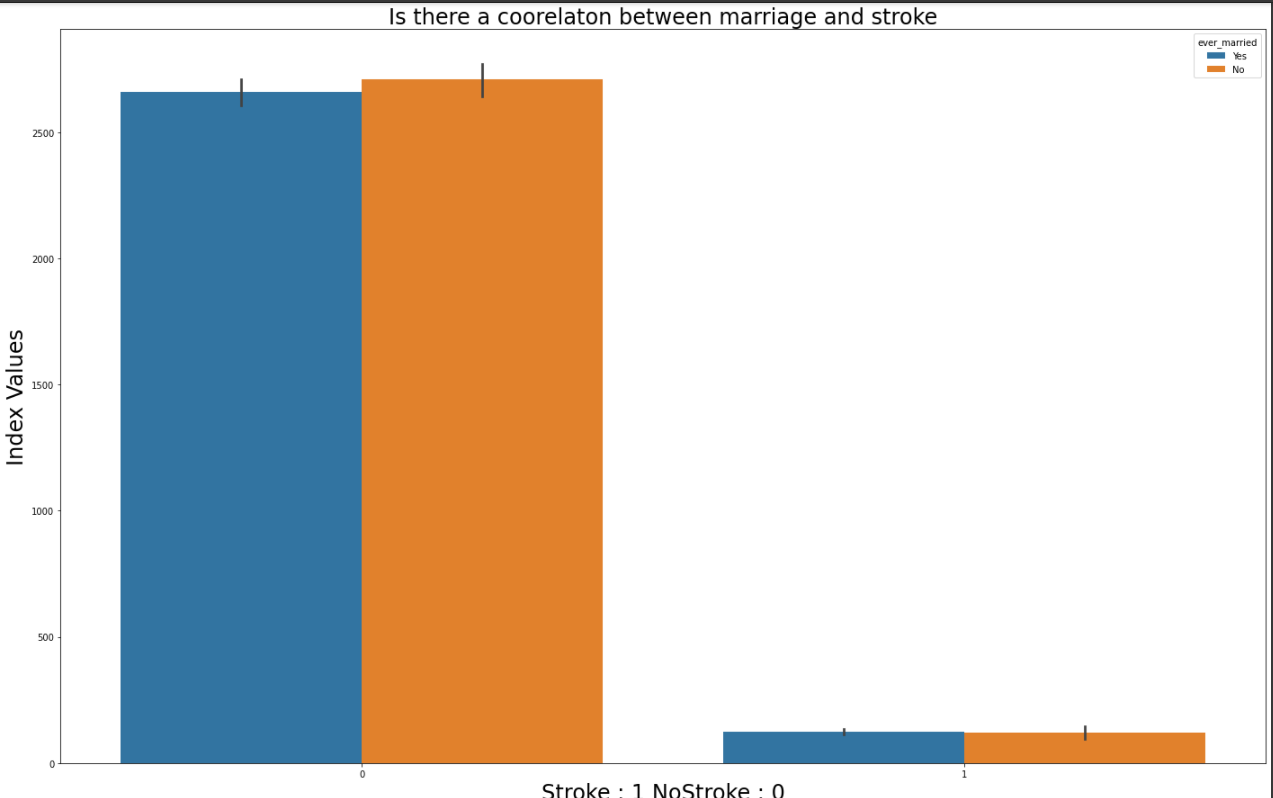 Is there a coorelaton between marriage and stroke
ever_married
Yes
No
Index Values
2500
2000
1500
1000
500
0
0
1
Stroke : 1 NoStroke : 0